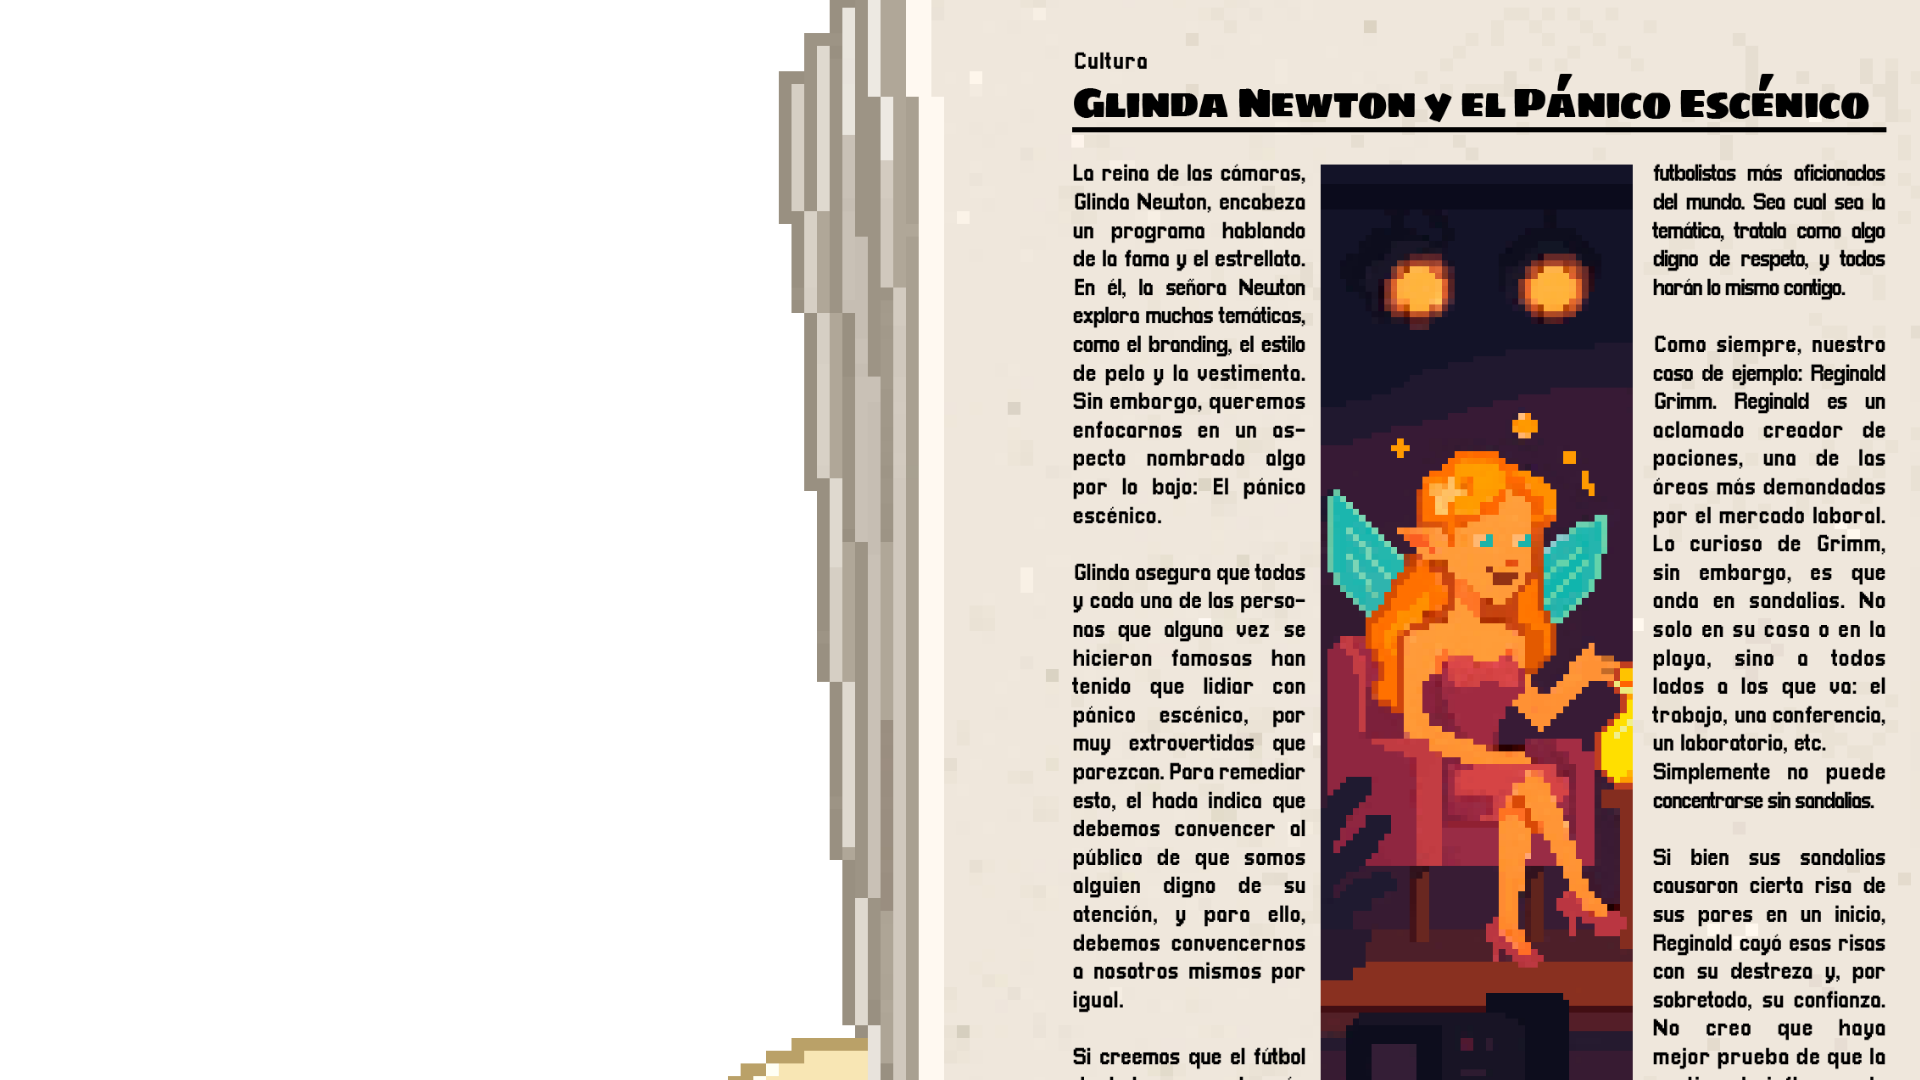 Cultura
Glinda Newton y el Pánico Escénico
La reina de las cámaras,
Glinda Newton, encabeza
un programa hablando
de la fama y el estrellato.
En él, la señora Newton
explora muchas temáticas,
como el branding, el estilo
de pelo y la vestimenta.
Sin embargo, queremos
enfocarnos en un as-
pecto nombrado algo
por lo bajo: El pánico
escénico.
Glinda asegura que todas
y cada una de las perso-
nas que alguna vez se
hicieron famosas han
tenido que lidiar con
pánico escénico, por
muy extrovertidas que
parezcan. Para remediar
esto, el hada indica que
debemos convencer al
público de que somos
alguien digno de su
atención, y para ello,
debemos convencernos
a nosotros mismos por
igual.
Si creemos que el fútbol
futbolistas más aficionados
del mundo. Sea cual sea la
temática, tratala como algo
digno de respeto, y todos
harán lo mismo contigo.
Como siempre, nuestro
caso de ejemplo: Reginald
Grimm. Reginald es un
aclamado creador de
pociones, una de las
áreas más demandadas
por el mercado laboral.
Lo curioso de Grimm,
sin embargo, es que
anda en sandalias. No
solo en su casa o en la
playa, sino a todos
lados a los que va: el
trabajo, una conferencia,
un laboratorio, etc.
Simplemente no puede
concentrarse sin sandalias.
Si bien sus sandalias
causaron cierta risa de
sus pares en un inicio,
Reginald cayó esas risas
con su destreza y, por
sobretodo, su confianza.
No creo que haya
mejor prueba de que la